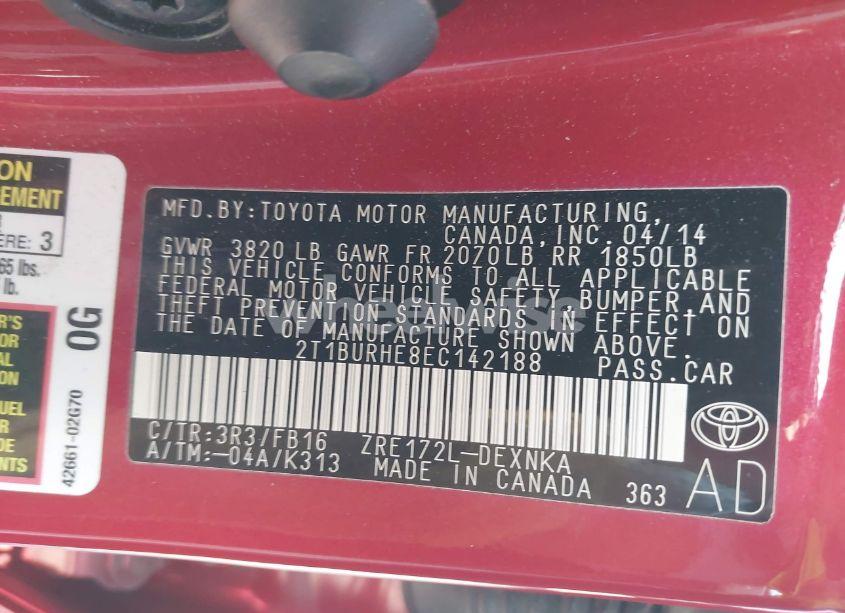 ON
EMENT
ERE: 3
65 lbs.
lb.
R'S
OR
AL
ON
UEL
OR
DE
NTS
0G
42661-02G70
MFD.BY:TOYOTA MOTOR MANUFACTURING,
CANADA,INC. 04/14
GVWR 3820 LB GAWR FR 2070LB RR 1850LB
THIS VEHICLE CONFORMS TO ALL APPLICABLE
FEDERAL MOTOR VEHICLE SAFETY,BUMPER,AND
THEFT PREVENTION STANDARDS IN EFFECT ON
THE DATE OF MANUFACTURE SHOWN ABOVE.
2T1BURHE8EC142188 PASS.CAR
C/TR:3R3/FB16 ZRE172L-DEXNKA
A/TM:-04A/K313 MADE IN CANADA 363
AD
wheelwise